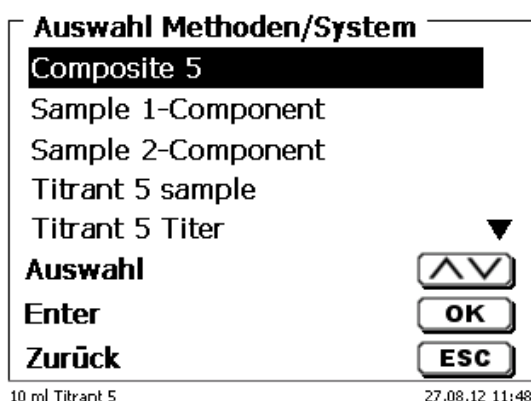 Auswahl Methoden/System
Composite 5
Sample 1-Component
Sample 2-Component
Titrant 5 sample
Titrant 5 Titer
Auswahl
Enter OK
Zurück ESC
10 ml Titrant 5 27.08.12 11:48